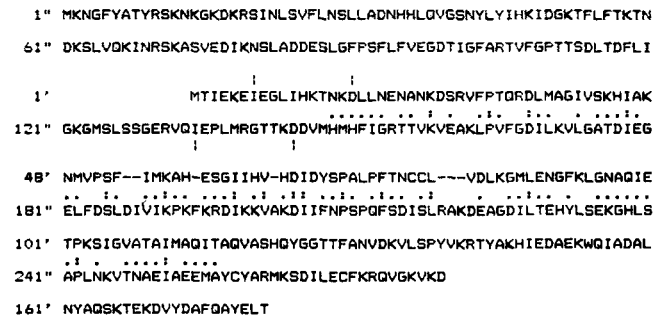 1" MKNGFYATYRSKNKGKDKRSINLSVFLNSLLADNHHLQVGSNYLYIHKIDGKTFLFTKTN
61" DKSLVQKINRSKASVEDIKNSLADDESLGFPSFLFVEGDTIGFARTVFGPTTSDLTDFLI
1' MTIEKEIEGLIHKTNKDLLNENANKDSRVFPTQRDLMAGIVSKHIAK
121" GKGMSLSSGERVQIEPLMRGTTKDDVMHMHFIGRTTVKVEAKLPVFGDILKVLGATDIEG
48' NMVPSF--IMKAH-ESGIIHV-HDIDYSPALPFTNCCL---VDLKGMLENGFKLGNAQIE
181" ELFDSLDIVIKPKFKRDIKKVAKDIIFNPSPQFSDISLRAKDEAGDILTEHYLSEKGHLS
101' TPKSIGVATAIMAQITAQVASHQYGGTTFANVDKVLSPYVKRTYAKHIEDAEKWQIADAL
241" APLNKVTNAEIAEEMAYCYARMKSDILECFKRQVGKVKD
161' NYAQSKTEKDVYDAFQAYELT